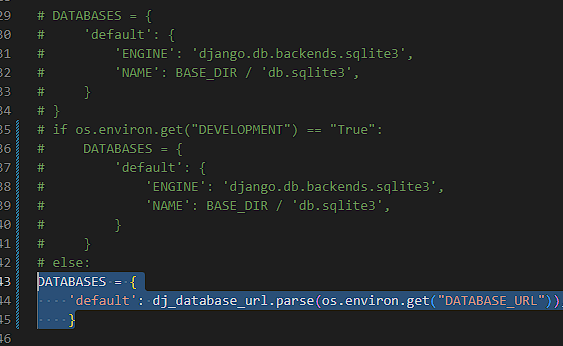 29 # DATABASES = {
30 #     'default': {
31 #         'ENGINE': 'django.db.backends.sqlite3',
32 #         'NAME': BASE_DIR / 'db.sqlite3',
33 #     }
34 # }
35 # if os.environ.get("DEVELOPMENT") == "True":
36 #     DATABASES = {
37 #         'default': {
38 #             'ENGINE': 'django.db.backends.sqlite3',
39 #             'NAME': BASE_DIR / 'db.sqlite3',
40 #         }
41 #     }
42 # else:
43 DATABASES = {
44     'default': dj_database_url.parse(os.environ.get("DATABASE_URL"))
45     }
46